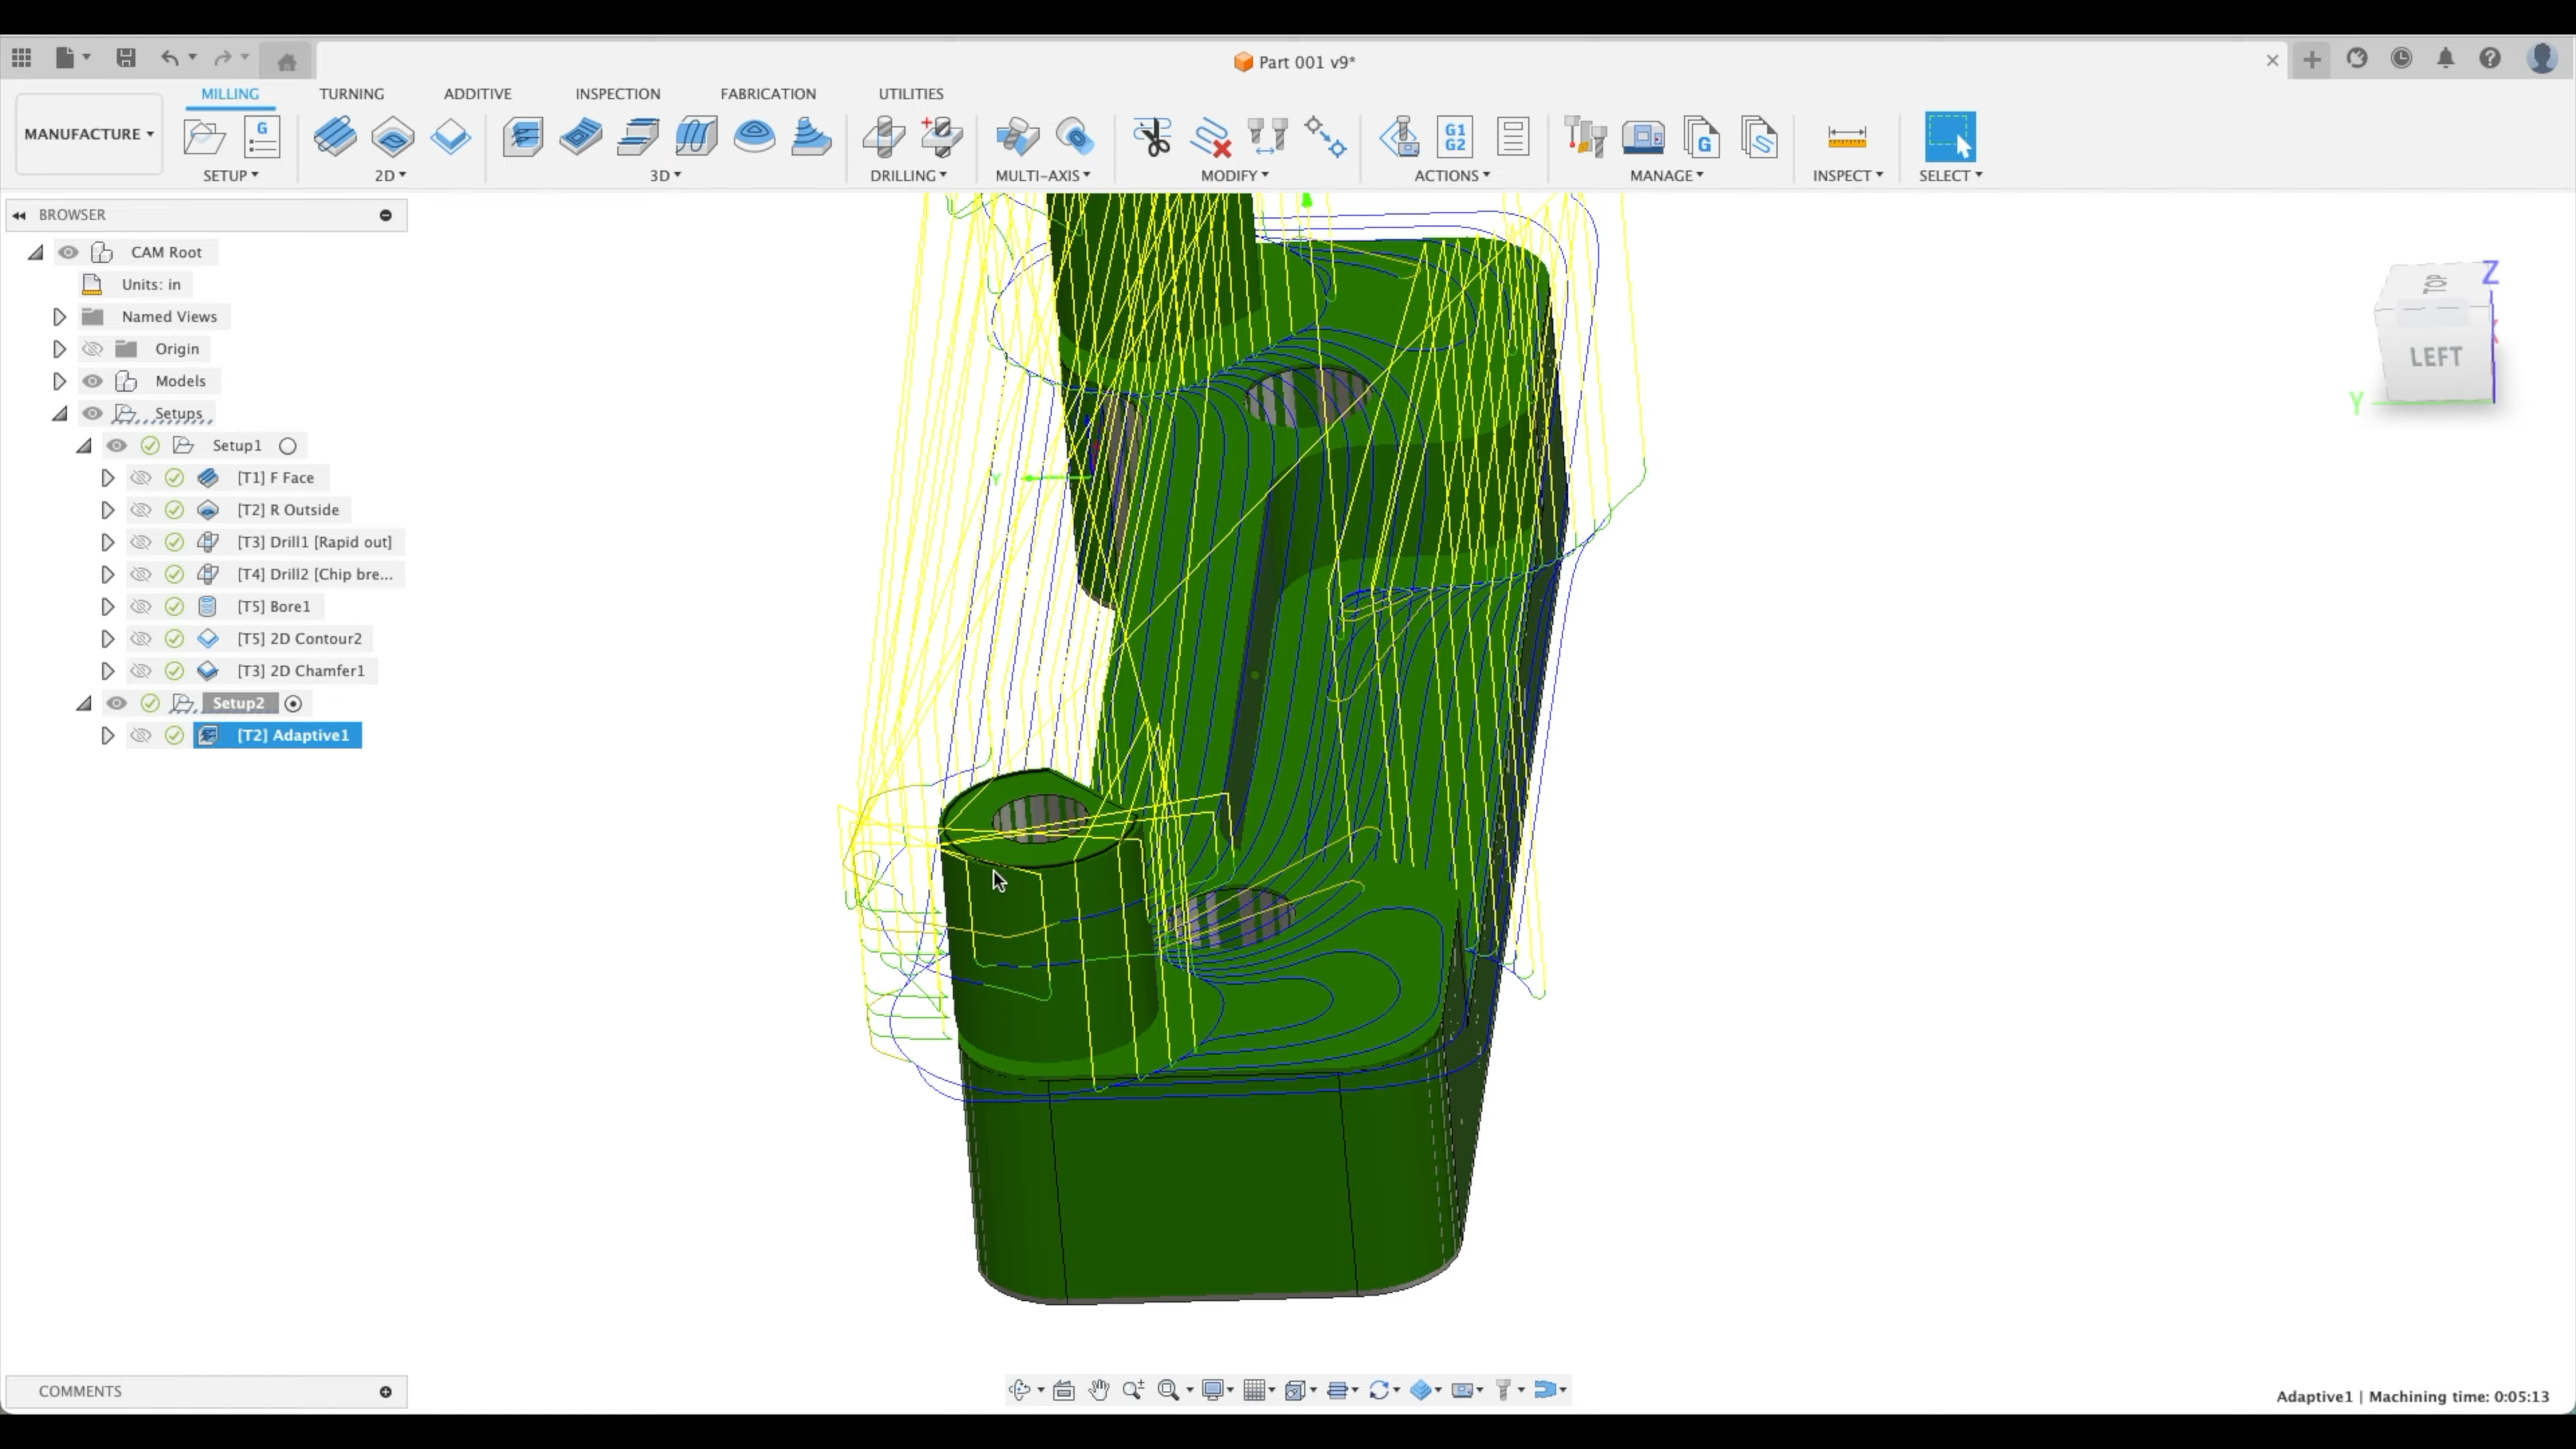 Part 001 v9*
MILLING TURNING ADDITIVE INSPECTION FABRICATION UTILITIES
MANUFACTURE
G
G1
G2
G
SETUP 2D 3D DRILLING MULTI-AXIS MODIFY ACTIONS MANAGE INSPECT SELECT
BROWSER
CAM Root
Units: in
Named Views
Origin
Models
Setups
Setup1
[T1] F Face
[T2] R Outside
[T3] Drill1 [Rapid out]
[T4] Drill2 [Chip bre...
[T5] Bore1
[T5] 2D Contour2
[T3] 2D Chamfer1
Setup2
[T2] Adaptive1
TOP
Z
LEFT
Y
Y
COMMENTS
Adaptive1 | Machining time: 0:05:13